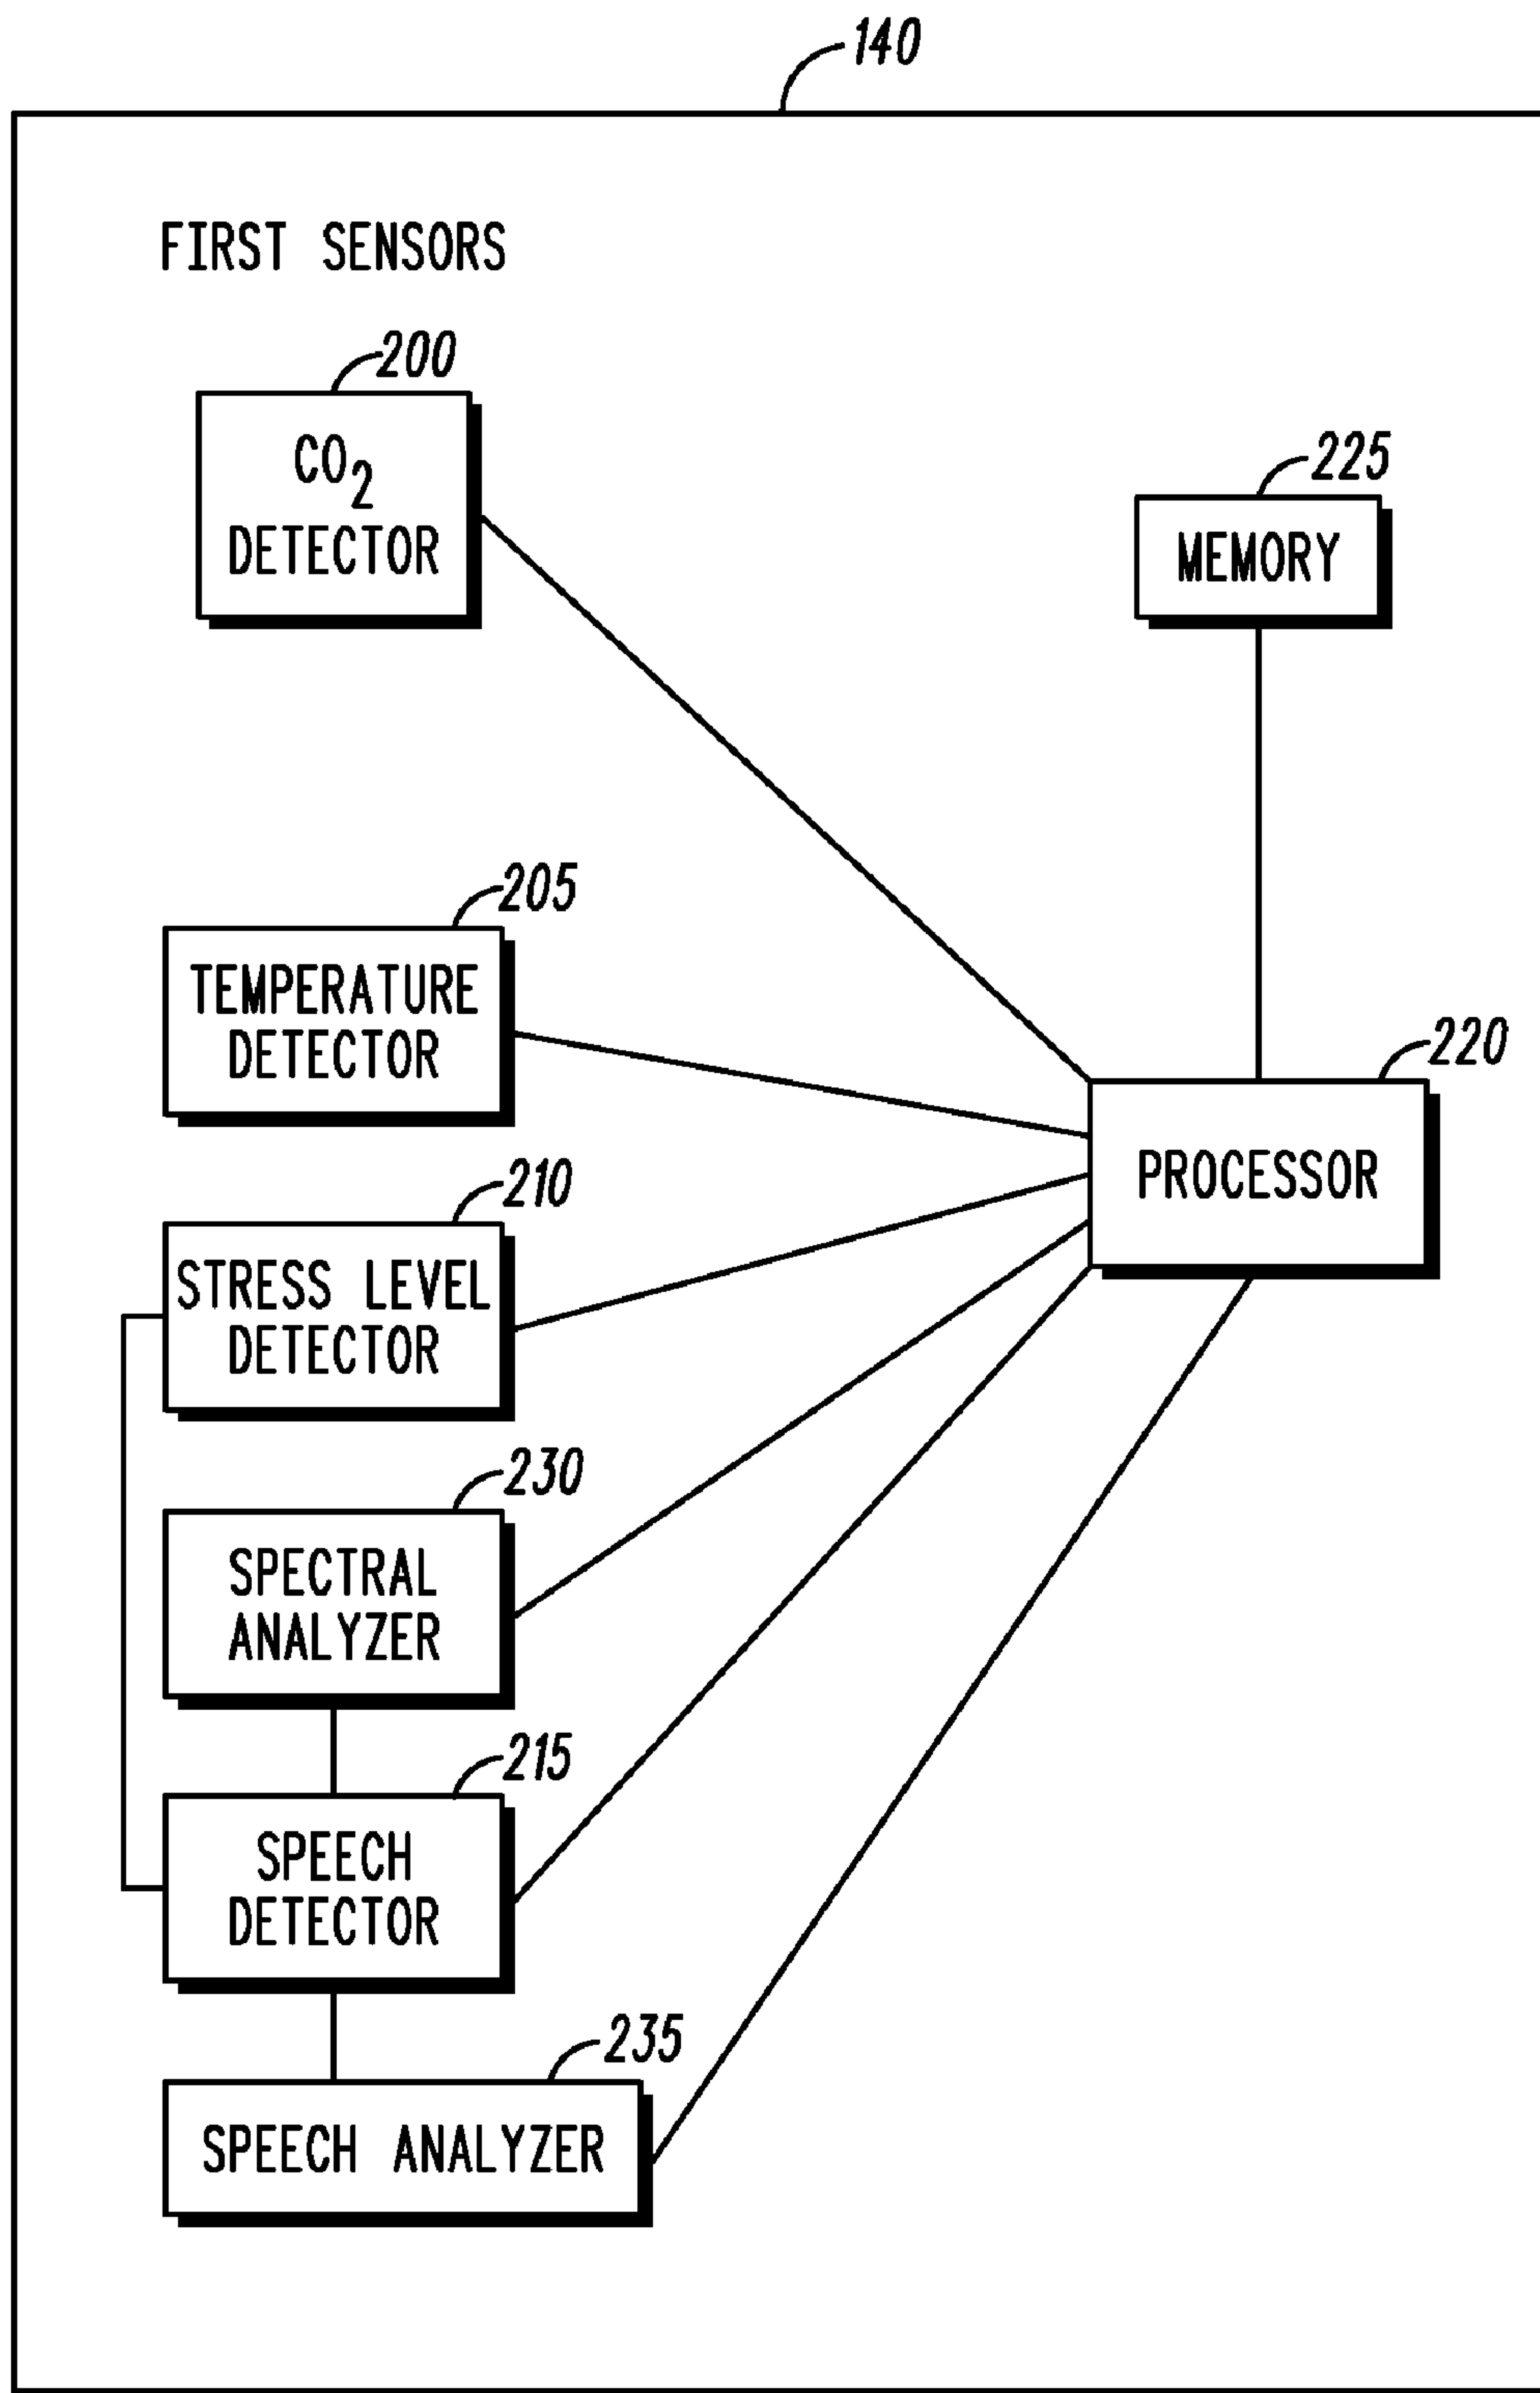 140
FIRST SENSORS
200
CO2
DETECTOR
225
MEMORY
205
TEMPERATURE
DETECTOR
220
PROCESSOR
210
STRESS LEVEL
DETECTOR
230
SPECTRAL
ANALYZER
215
SPEECH
DETECTOR
235
SPEECH ANALYZER